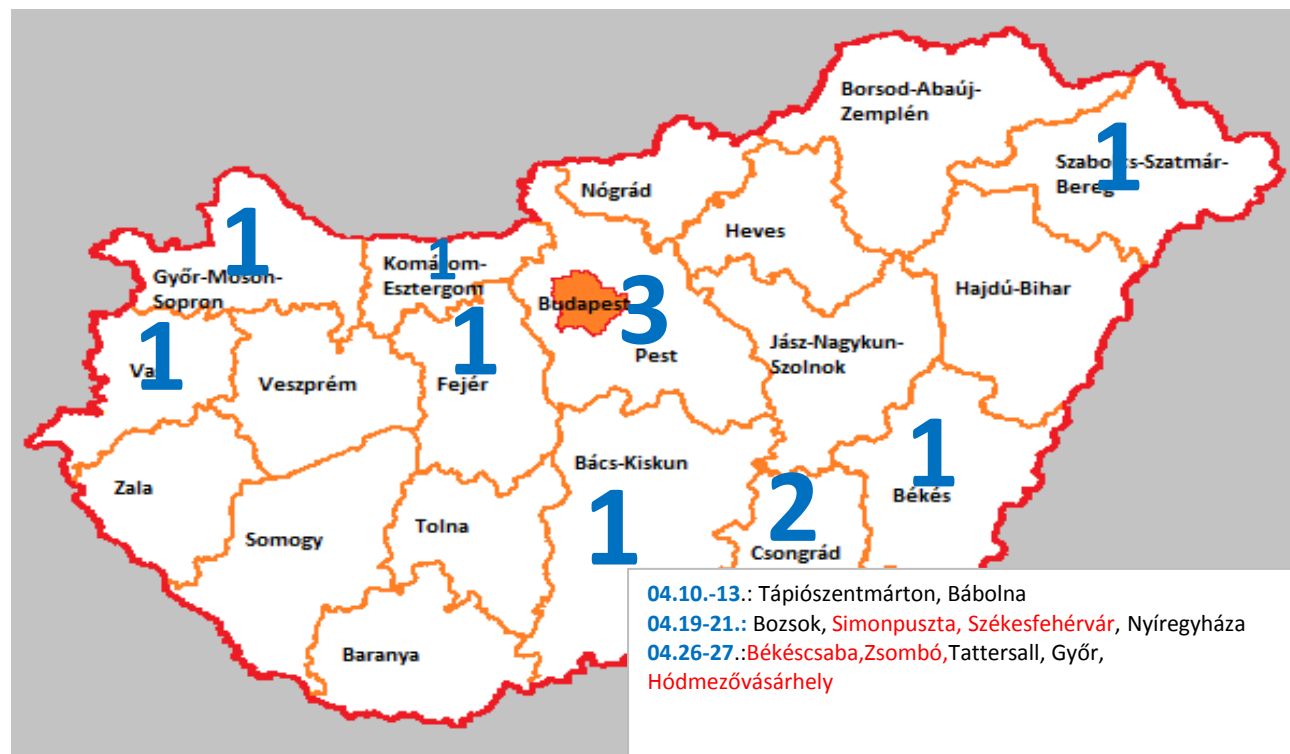 Borsod-Abaúj-
Zemplén
1
Szabolcs-Szatmár-
Bereg
Nógrád
Heves
1
Győr-Moson-
Sopron
1
Komárom-
Esztergom
Budapest
3
Pest
Hajdú-Bihar
Jász-Nagykun-
Szolnok
1
Veszprém
1
Fejér
Bács-Kiskun
1
1
Békés
2
Csongrád
Zala
Somogy
Tolna
Baranya
04.10.-13.: Tápiószentmárton, Bábolna
04.19-21.: Bozsok, Simonpuszta, Székesfehérvár, Nyíregyháza
04.26-27.:Békéscsaba,Zsombó,Tattersall, Győr,
Hódmezővásárhely